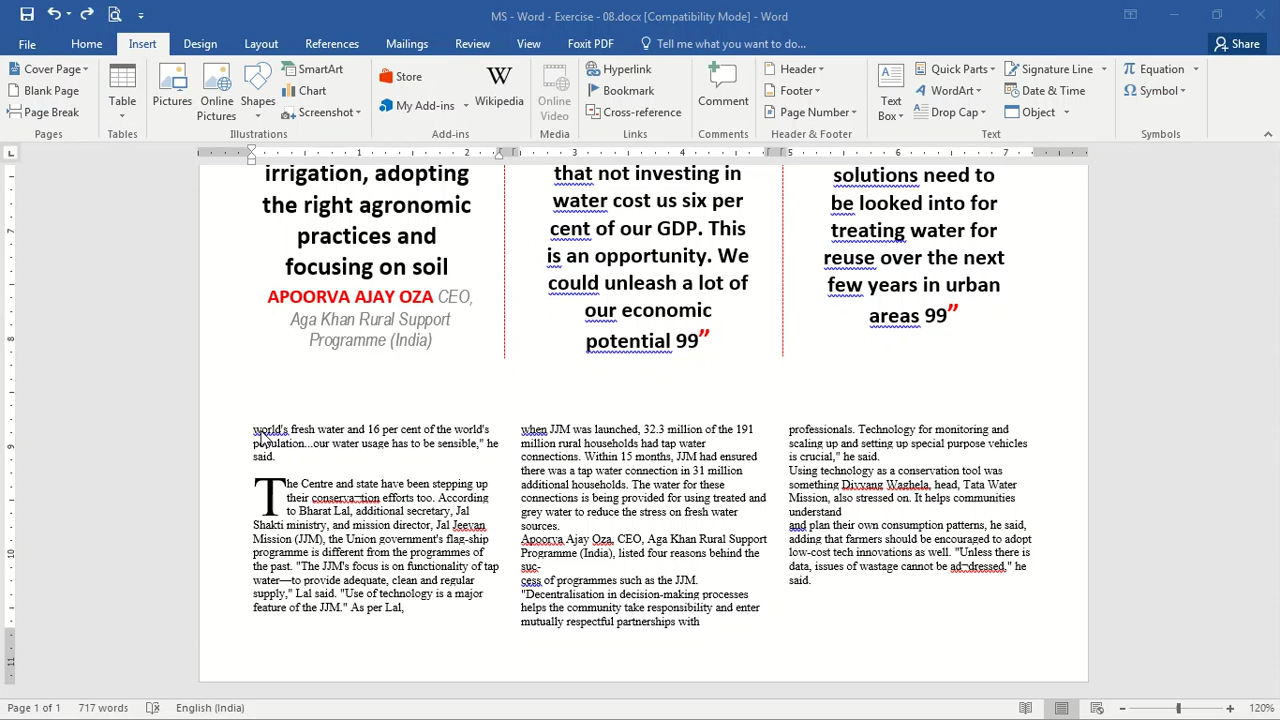 MS - Word - Exercise - 08.docx [Compatibility Mode] - Word
File Home Insert Design Layout References Mailings Review View Foxit PDF Tell me what you want to do... Share
Cover Page
Blank Page
Page Break
Pages
Table
Tables
Pictures
Online Pictures
Shapes
SmartArt
Chart
Screenshot
Illustrations
Store
My Add-ins
Wikipedia
Add-ins
Online Video
Media
Hyperlink
Bookmark
Cross-reference
Links
Comment
Comments
Header
Footer
Page Number
Header & Footer
Text Box
Quick Parts
WordArt
Drop Cap
Signature Line
Date & Time
Object
Text
Equation
Symbol
Symbols
1 2 3 4 5 6 7
7
8
9
10
11
irrigation, adopting
the right agronomic
practices and
focusing on soil
APOORVA AJAY OZA CEO,
Aga Khan Rural Support
Programme (India)
that not investing in
water cost us six per
cent of our GDP. This
is an opportunity. We
could unleash a lot of
our economic
potential 99”
solutions need to
be looked into for
treating water for
reuse over the next
few years in urban
areas 99”
world's fresh water and 16 per cent of the world's
population...our water usage has to be sensible," he
said.
The Centre and state have been stepping up
their conserva¬tion efforts too. According
to Bharat Lal, additional secretary, Jal
Shakti ministry, and mission director, Jal Jeevan
Mission (JJM), the Union government's flag-ship
programme is different from the programmes of
the past. "The JJM's focus is on functionality of tap
water—to provide adequate, clean and regular
supply," Lal said. "Use of technology is a major
feature of the JJM." As per Lal,
when JJM was launched, 32.3 million of the 191
million rural households had tap water
connections. Within 15 months, JJM had ensured
there was a tap water connection in 31 million
additional households. The water for these
connections is being provided for using treated and
grey water to reduce the stress on fresh water
sources.
Apoorva Ajay Oza, CEO, Aga Khan Rural Support
Programme (India), listed four reasons behind the
suc-
cess of programmes such as the JJM.
"Decentralisation in decision-making processes
helps the community take responsibility and enter
mutually respectful partnerships with
professionals. Technology for monitoring and
scaling up and setting up special purpose vehicles
is crucial," he said.
Using technology as a conservation tool was
something Divyang Waghela, head, Tata Water
Mission, also stressed on. It helps communities
understand
and plan their own consumption patterns, he said,
adding that farmers should be encouraged to adopt
low-cost tech innovations as well. "Unless there is
data, issues of wastage cannot be ad¬dressed," he
said.
Page 1 of 1 717 words English (India) 120%